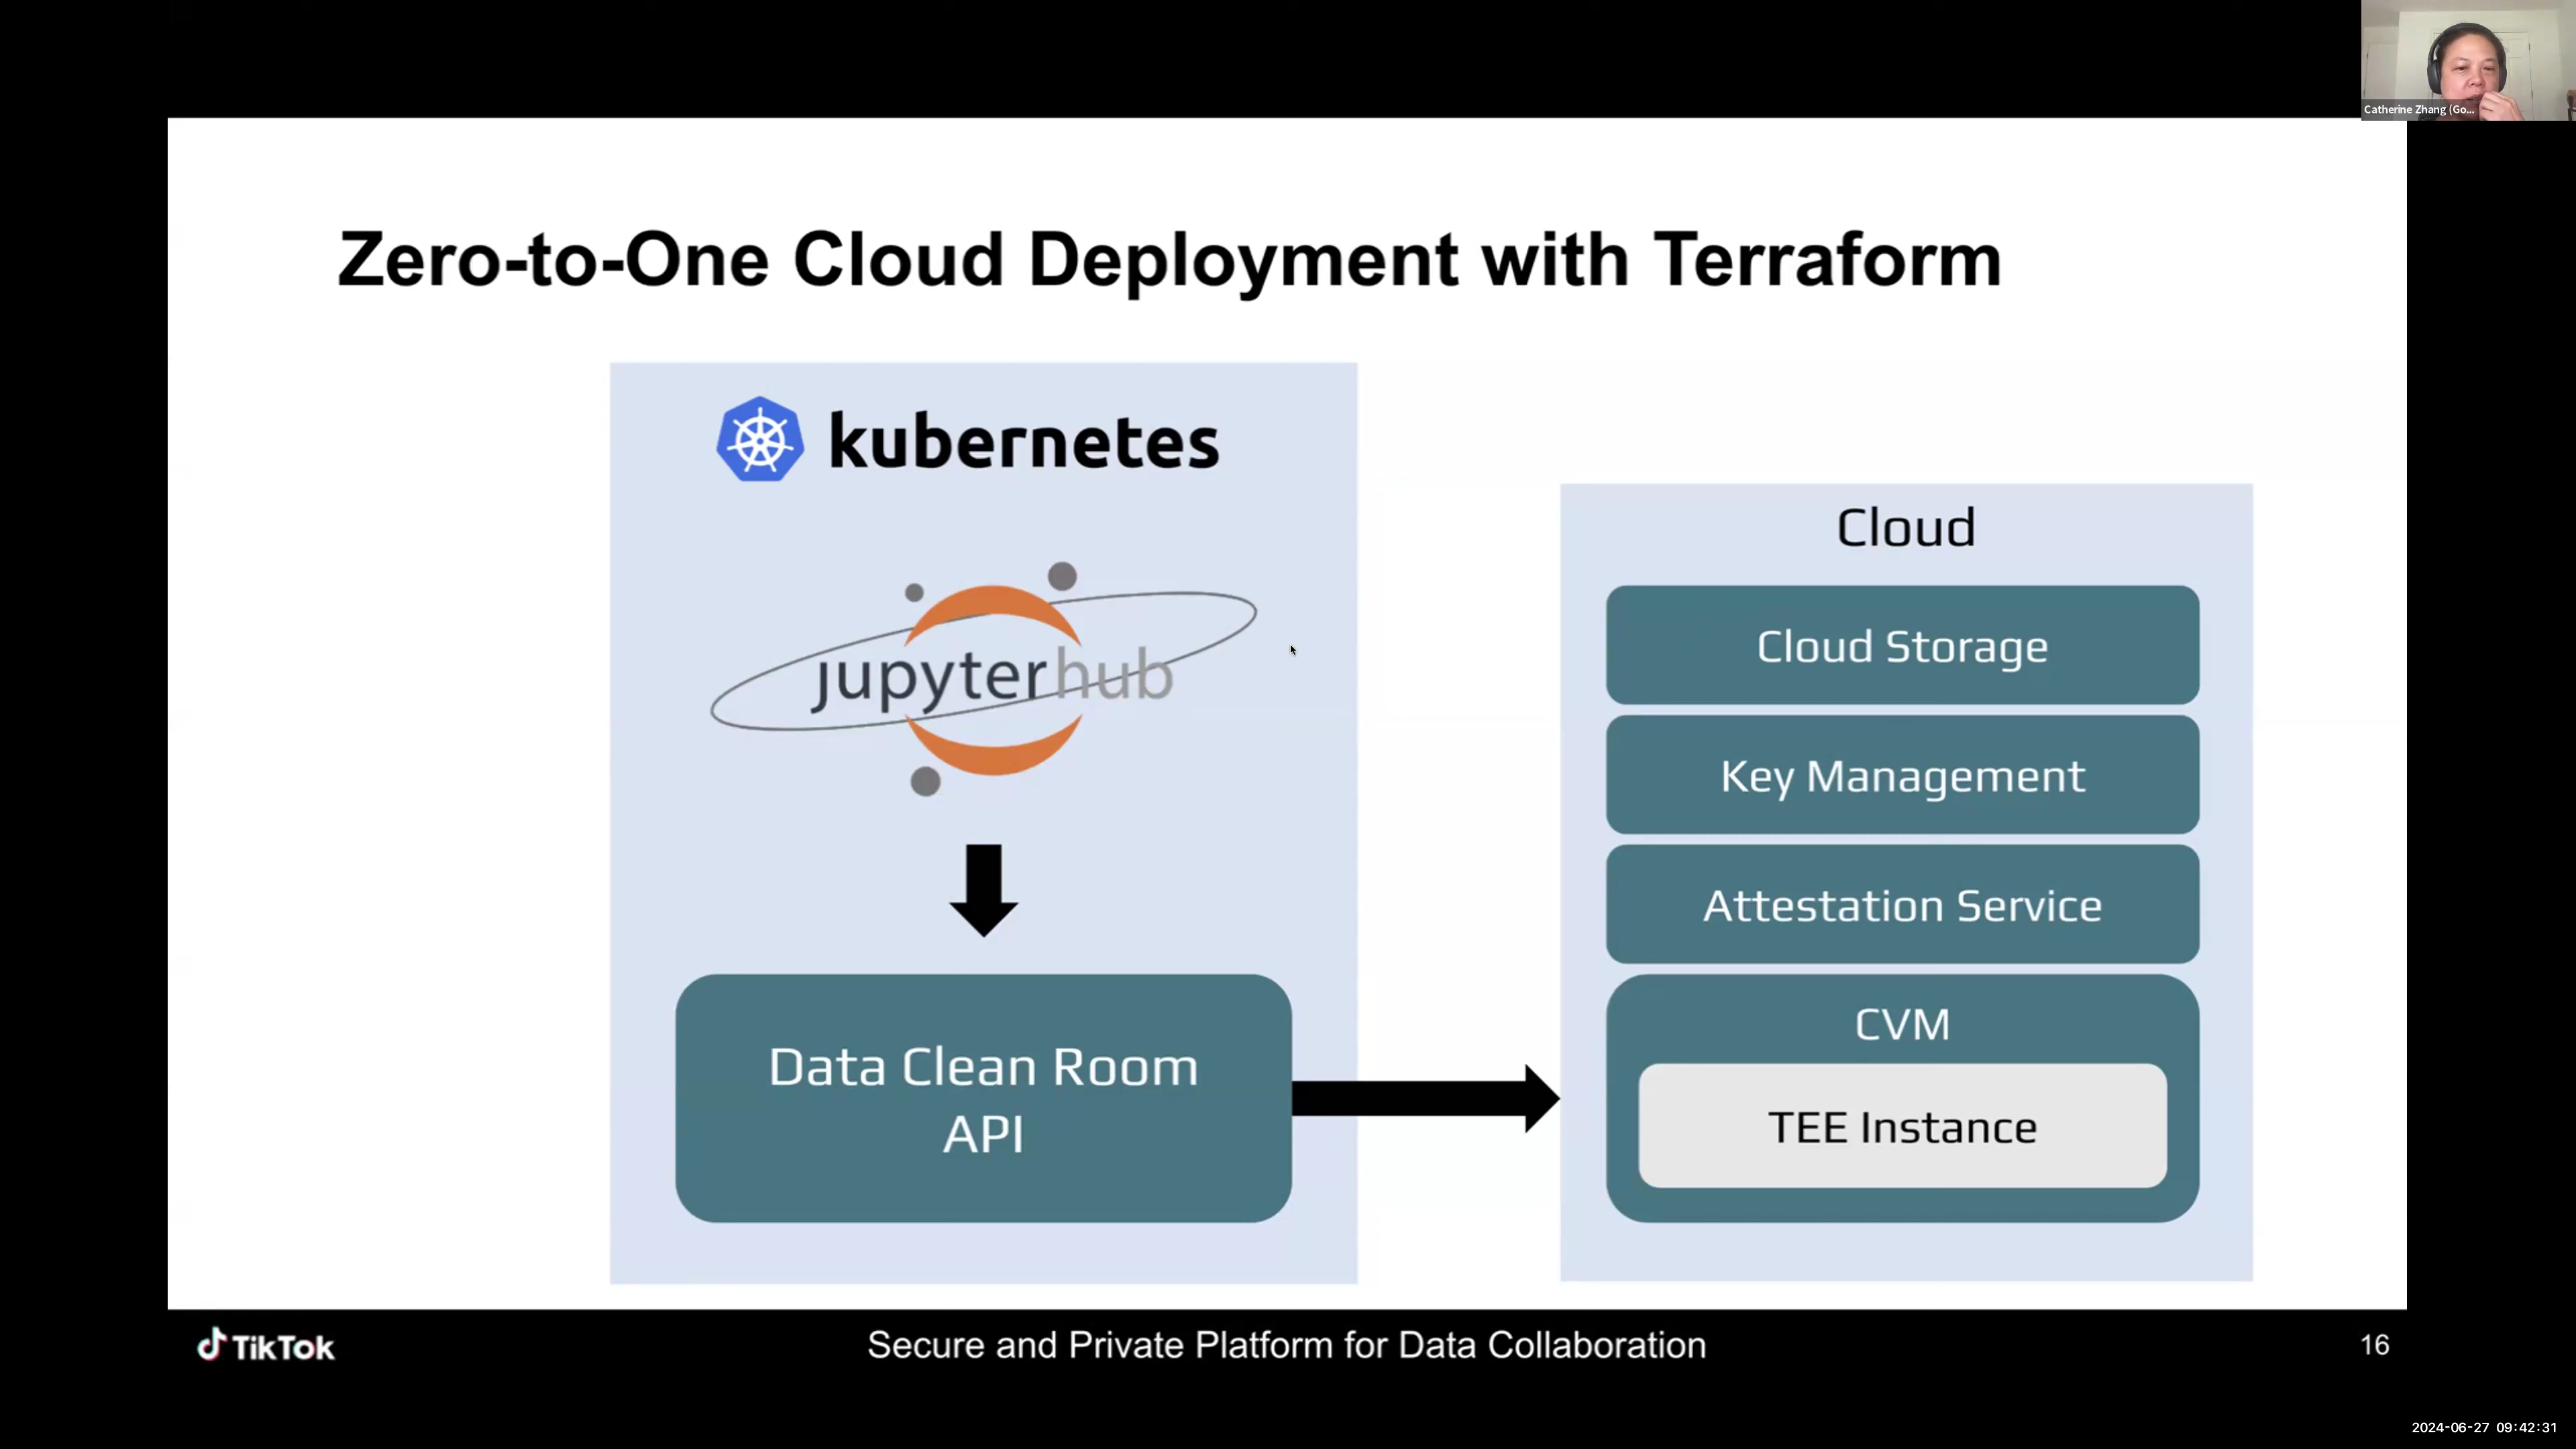 Catherine Zhang (Go...
Zero-to-One Cloud Deployment with Terraform
kubernetes
jupyterhub
Data Clean Room
API
Cloud
Cloud Storage
Key Management
Attestation Service
CVM
TEE Instance
TikTok
Secure and Private Platform for Data Collaboration
16
2024-06-27 09:42:31